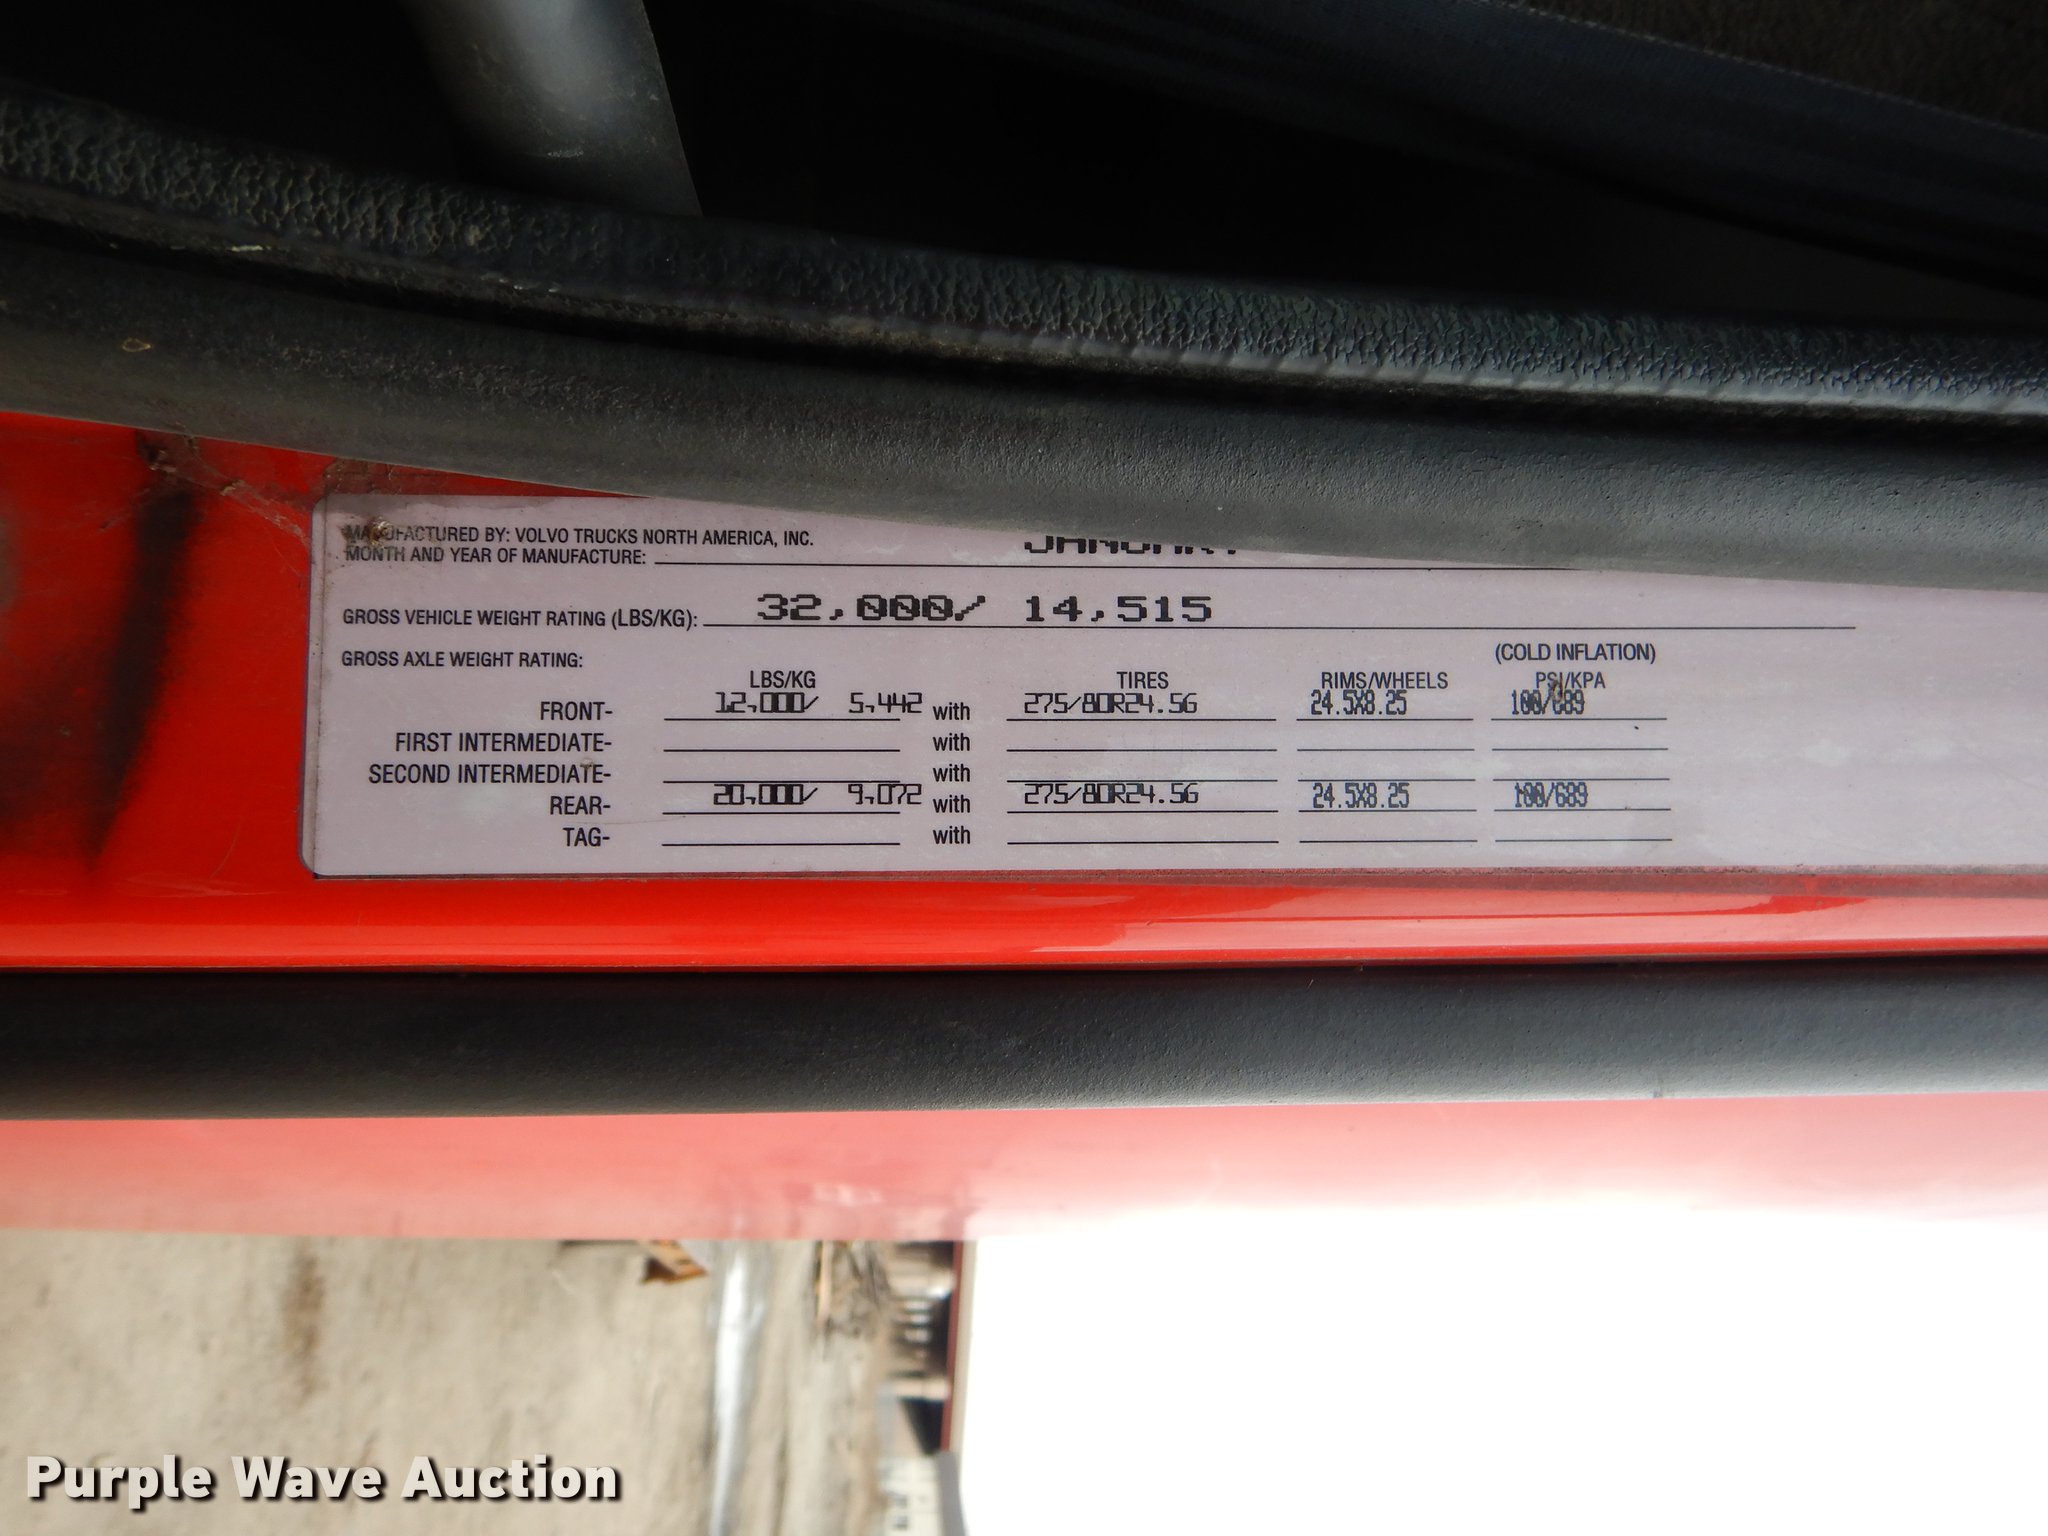 MANUFACTURED BY: VOLVO TRUCKS NORTH AMERICA, INC.
MONTH AND YEAR OF MANUFACTURE: JANUARY
GROSS VEHICLE WEIGHT RATING (LBS/KG): 32,000/ 14,515
GROSS AXLE WEIGHT RATING: (COLD INFLATION)
LBS/KG TIRES RIMS/WHEELS PSI/KPA
FRONT- 12,000/ 5,442 with 275/80R24.5G 24.5X8.25 100/689
FIRST INTERMEDIATE- with
SECOND INTERMEDIATE- with
REAR- 20,000/ 9,072 with 275/80R24.5G 24.5X8.25 100/689
TAG- with
Purple Wave Auction